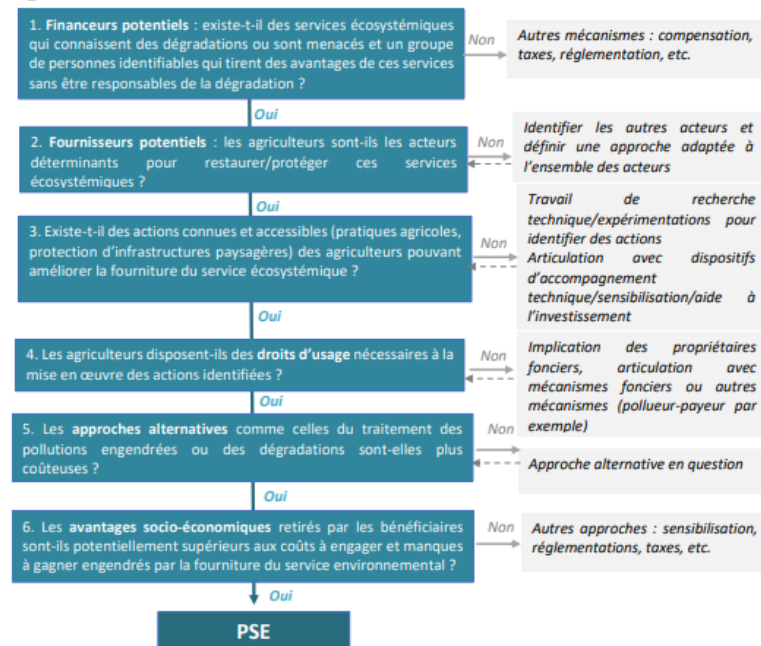 1. Financeurs potentiels : existe-t-il des services écosystémiques
qui connaissent des dégradations ou sont menacés et un groupe
de personnes identifiables qui tirent des avantages de ces services
sans être responsables de la dégradation ?
Non
Autres mécanismes : compensation,
taxes, réglementation, etc.
Oui
2. Fournisseurs potentiels : les agriculteurs sont-ils les acteurs
déterminants pour restaurer/protéger ces services
écosystémiques ?
Non
Identifier les autres acteurs et
définir une approche adaptée à
l'ensemble des acteurs
Oui
3. Existe-t-il des actions connues et accessibles (pratiques agricoles,
protection d'infrastructures paysagères) des agriculteurs pouvant
améliorer la fourniture du service écosystémique ?
Non
Travail de recherche
technique/expérimentations pour
identifier des actions
Articulation avec dispositifs
d'accompagnement
technique/sensibilisation/aide à
l'investissement
Oui
4. Les agriculteurs disposent-ils des droits d'usage nécessaires à la
mise en œuvre des actions identifiées ?
Non
Implication des propriétaires
fonciers, articulation avec
mécanismes fonciers ou autres
mécanismes (pollueur-payeur par
exemple)
Oui
5. Les approches alternatives comme celles du traitement des
pollutions engendrées ou des dégradations sont-elles plus
coûteuses ?
Non
Approche alternative en question
Oui
6. Les avantages socio-économiques retirés par les bénéficiaires
sont-ils potentiellement supérieurs aux coûts à engager et manques
à gagner engendrés par la fourniture du service environnemental ?
Non
Autres approches : sensibilisation,
réglementations, taxes, etc.
Oui
PSE